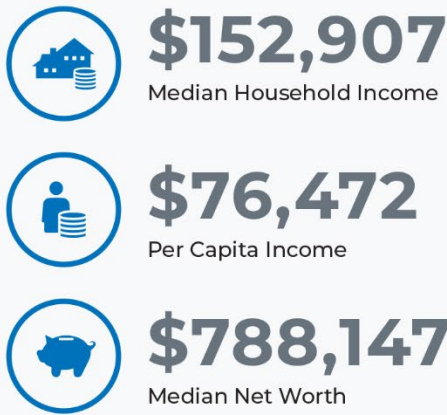 $152,907
Median Household Income
$76,472
Per Capita Income
$788,147
Median Net Worth